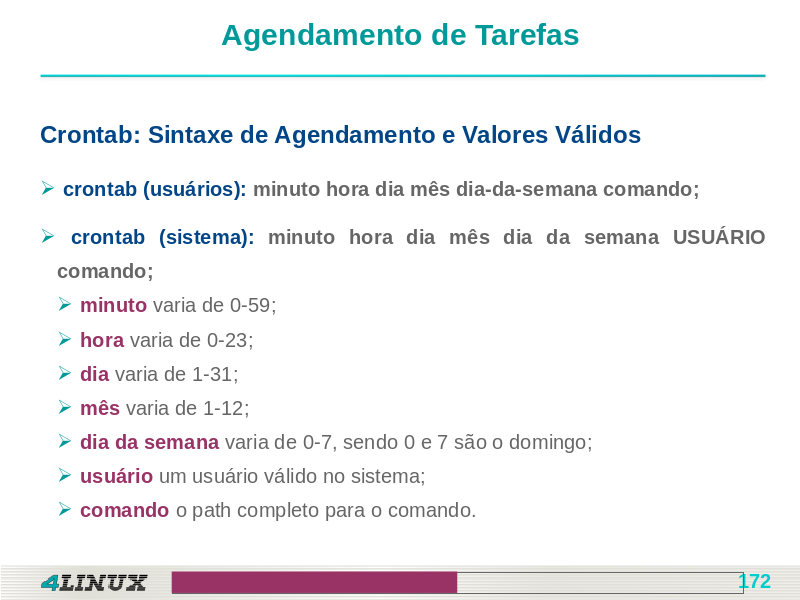 Agendamento de Tarefas
Crontab: Sintaxe de Agendamento e Valores Válidos
crontab (usuários): minuto hora dia mês dia-da-semana comando;
crontab (sistema): minuto hora dia mês dia da semana USUÁRIO
comando;
minuto varia de 0-59;
hora varia de 0-23;
dia varia de 1-31;
mês varia de 1-12;
dia da semana varia de 0-7, sendo 0 e 7 são o domingo;
usuário um usuário válido no sistema;
comando o path completo para o comando.
4LINUX 172